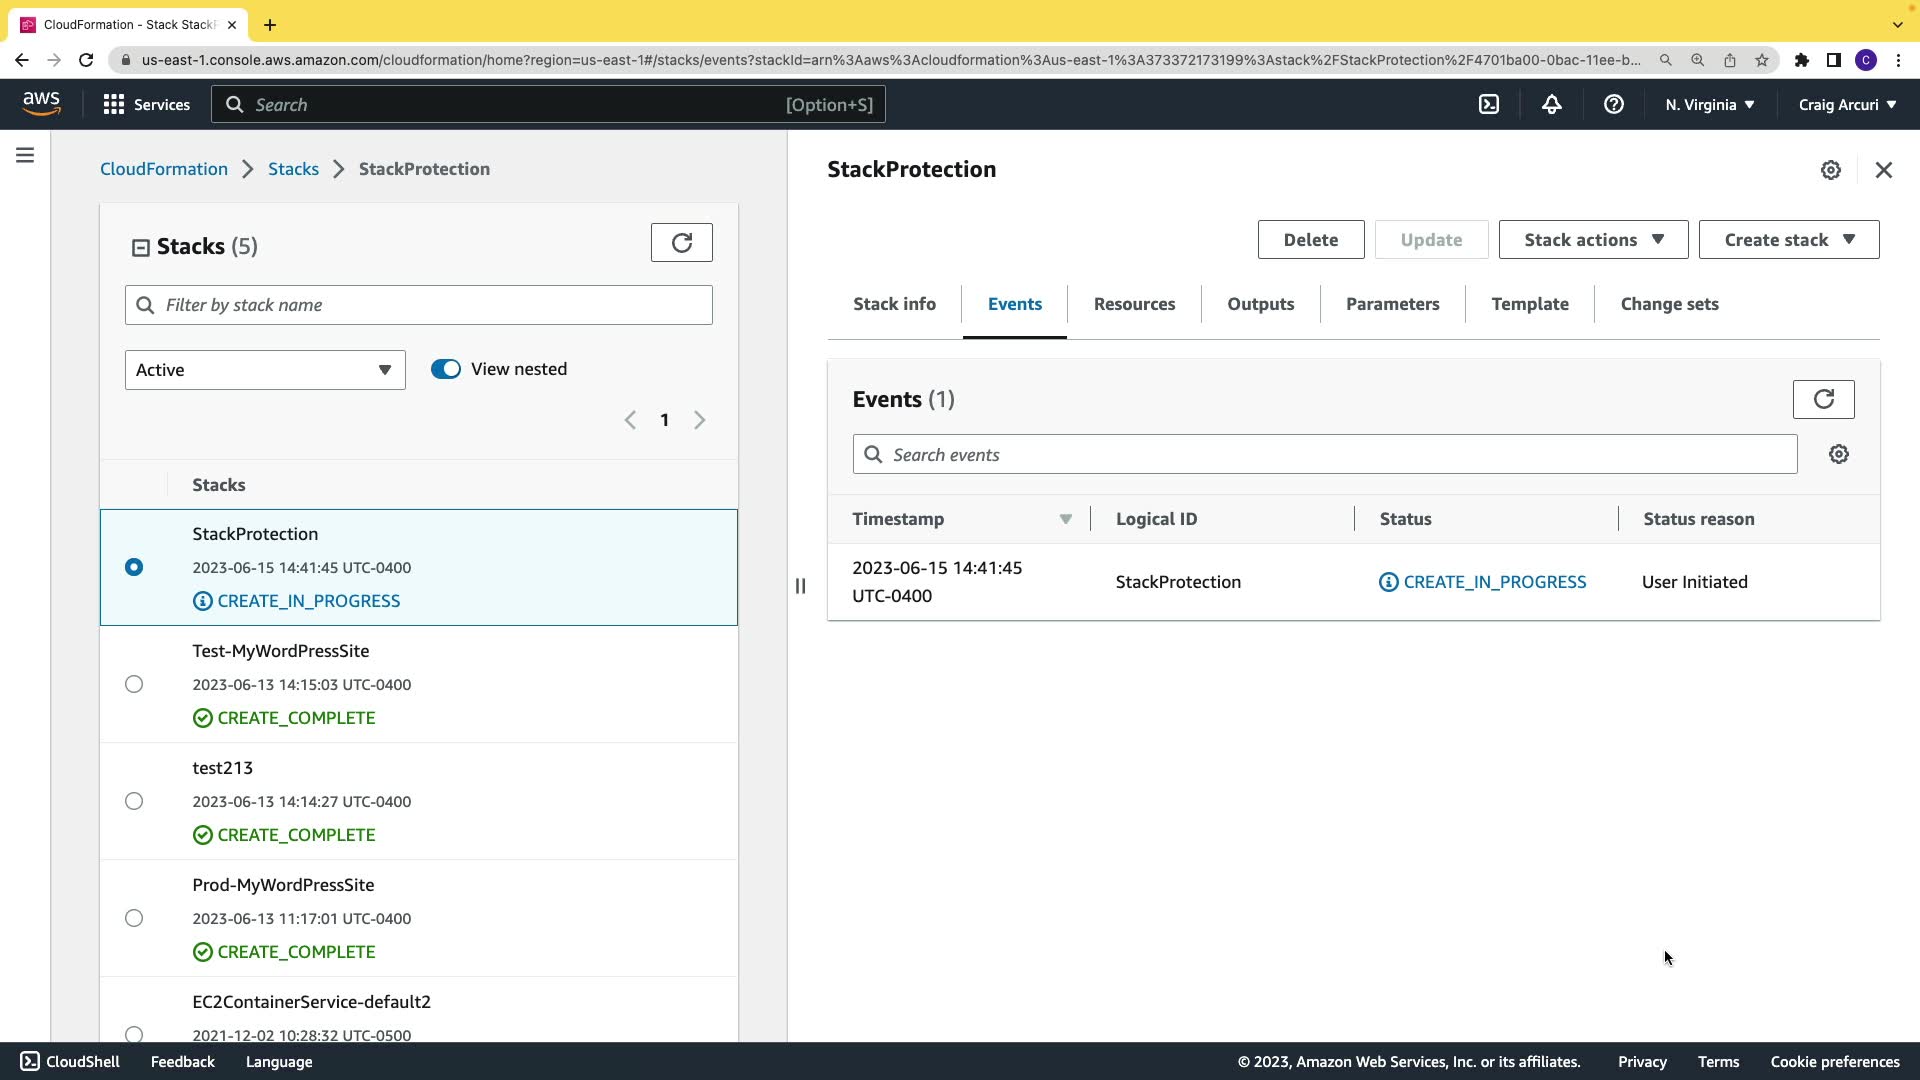 CloudFormation - Stack Stack
us-east-1.console.aws.amazon.com/cloudformation/home?region=us-east-1#/stacks/events?stackId=arn%3Aaws%3Acloudformation%3Aus-east-1%3A373372173199%3Astack%2FStackProtection%2F4701ba00-0bac-11ee-b...
C
aws
Services
Search
[Option+S]
N. Virginia
Craig Arcuri
CloudFormation
Stacks
StackProtection
Stacks (5)
Filter by stack name
Active
View nested
1
Stacks
StackProtection
2023-06-15 14:41:45 UTC-0400
CREATE_IN_PROGRESS
Test-MyWordPressSite
2023-06-13 14:15:03 UTC-0400
CREATE_COMPLETE
test213
2023-06-13 14:14:27 UTC-0400
CREATE_COMPLETE
Prod-MyWordPressSite
2023-06-13 11:17:01 UTC-0400
CREATE_COMPLETE
EC2ContainerService-default2
2021-12-02 10:28:32 UTC-0500
StackProtection
Delete
Update
Stack actions
Create stack
Stack info
Events
Resources
Outputs
Parameters
Template
Change sets
Events (1)
Search events
Timestamp
Logical ID
Status
Status reason
2023-06-15 14:41:45
UTC-0400
StackProtection
CREATE_IN_PROGRESS
User Initiated
CloudShell
Feedback
Language
© 2023, Amazon Web Services, Inc. or its affiliates.
Privacy
Terms
Cookie preferences